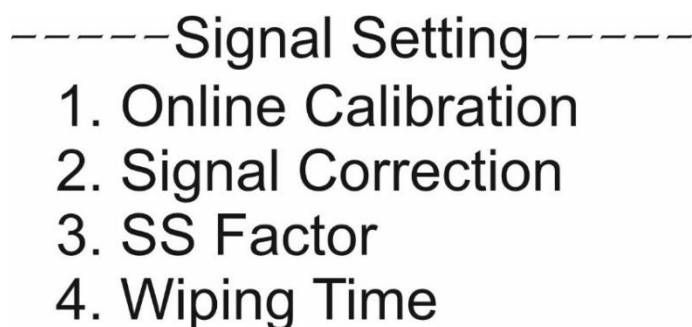 -----Signal Setting-----
1. Online Calibration
2. Signal Correction
3. SS Factor
4. Wiping Time